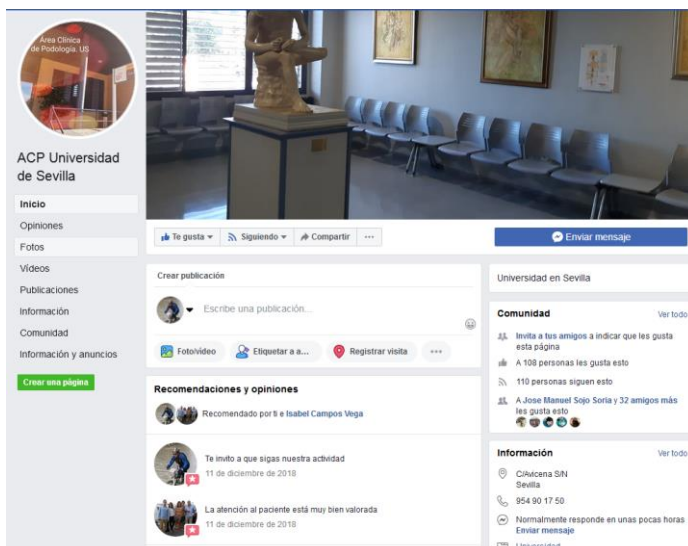 Área Clínica
de Podología. US
ACP Universidad
de Sevilla
Inicio
Opiniones
Fotos
Vídeos
Publicaciones
Información
Comunidad
Información y anuncios
Crear una página
Te gusta
Siguiendo
Compartir
Enviar mensaje
Crear publicación
Escribe una publicación...
Foto/vídeo
Etiquetar a a...
Registrar visita
Recomendaciones y opiniones
Recomendado por ti e Isabel Campos Vega
Te invito a que sigas nuestra actividad
11 de diciembre de 2018
La atención al paciente está muy bien valorada
11 de diciembre de 2018
Universidad en Sevilla
Comunidad
Ver todo
Invita a tus amigos a indicar que les gusta
esta página
A 108 personas les gusta esto
110 personas siguen esto
A Jose Manuel Sojo Soria y 32 amigos más
les gusta esto
Información
Ver todo
C/Avicena S/N
Sevilla
954 90 17 50
Normalmente responde en unas pocas horas
Enviar mensaje
Universidad